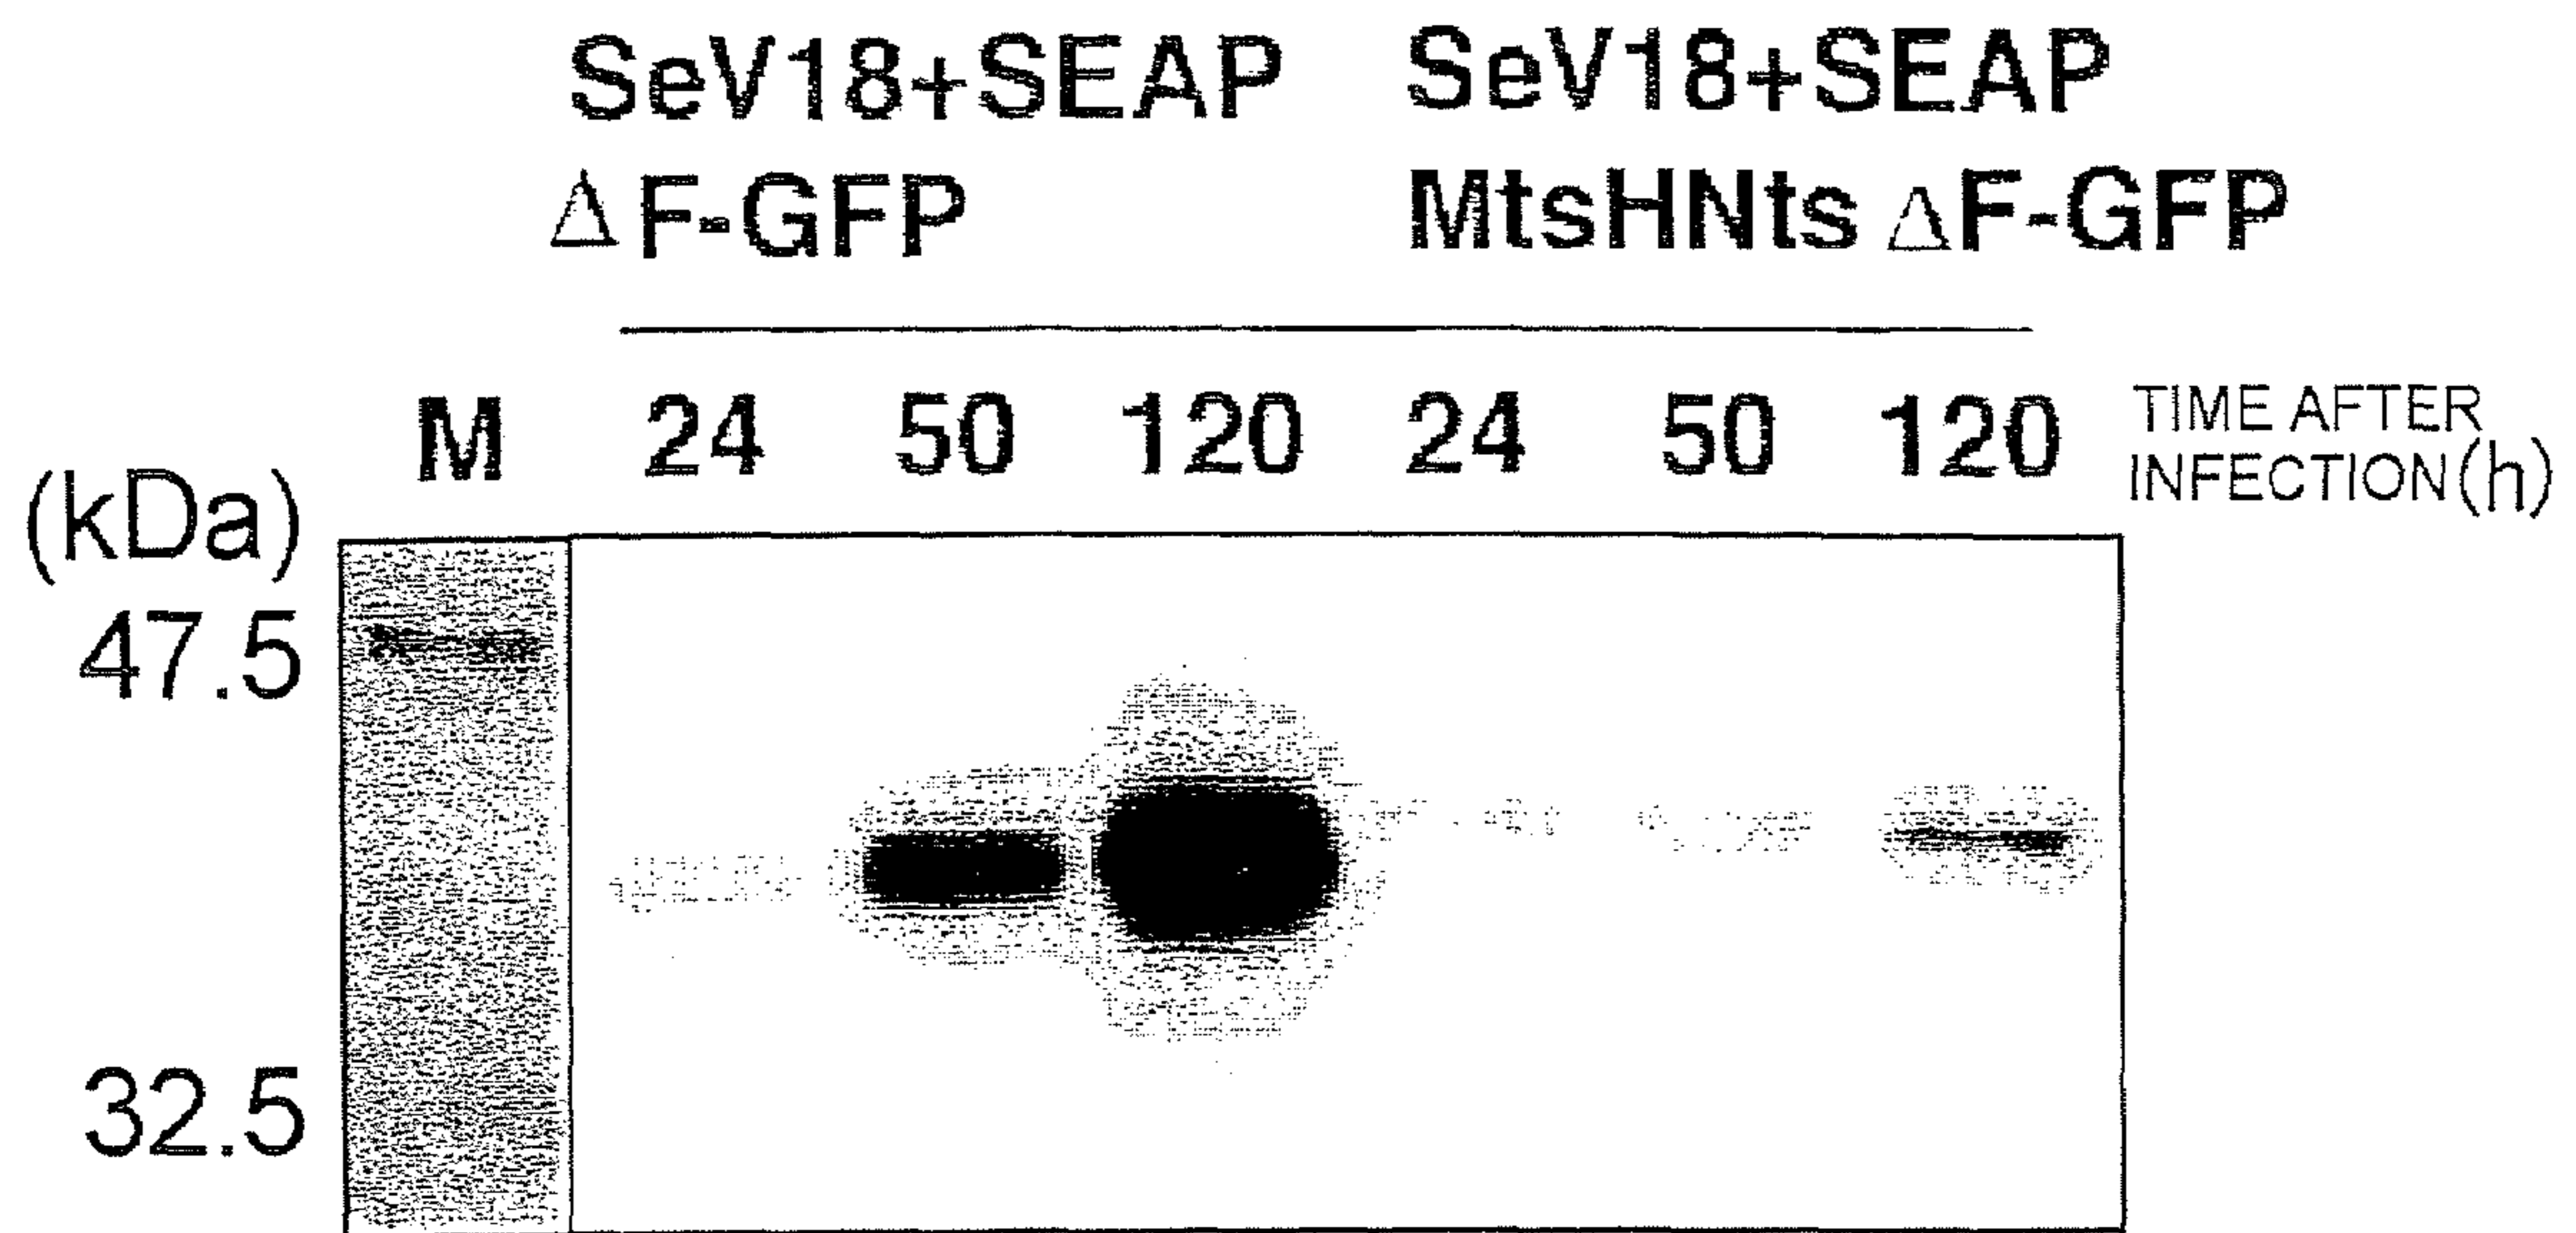 SeV18+SEAP SeV18+SEAP
Δ F-GFP MtsHNts ΔF-GFP
M 24 50 120 24 50 120 TIME AFTER
INFECTION(h)
(kDa)
47.5
32.5